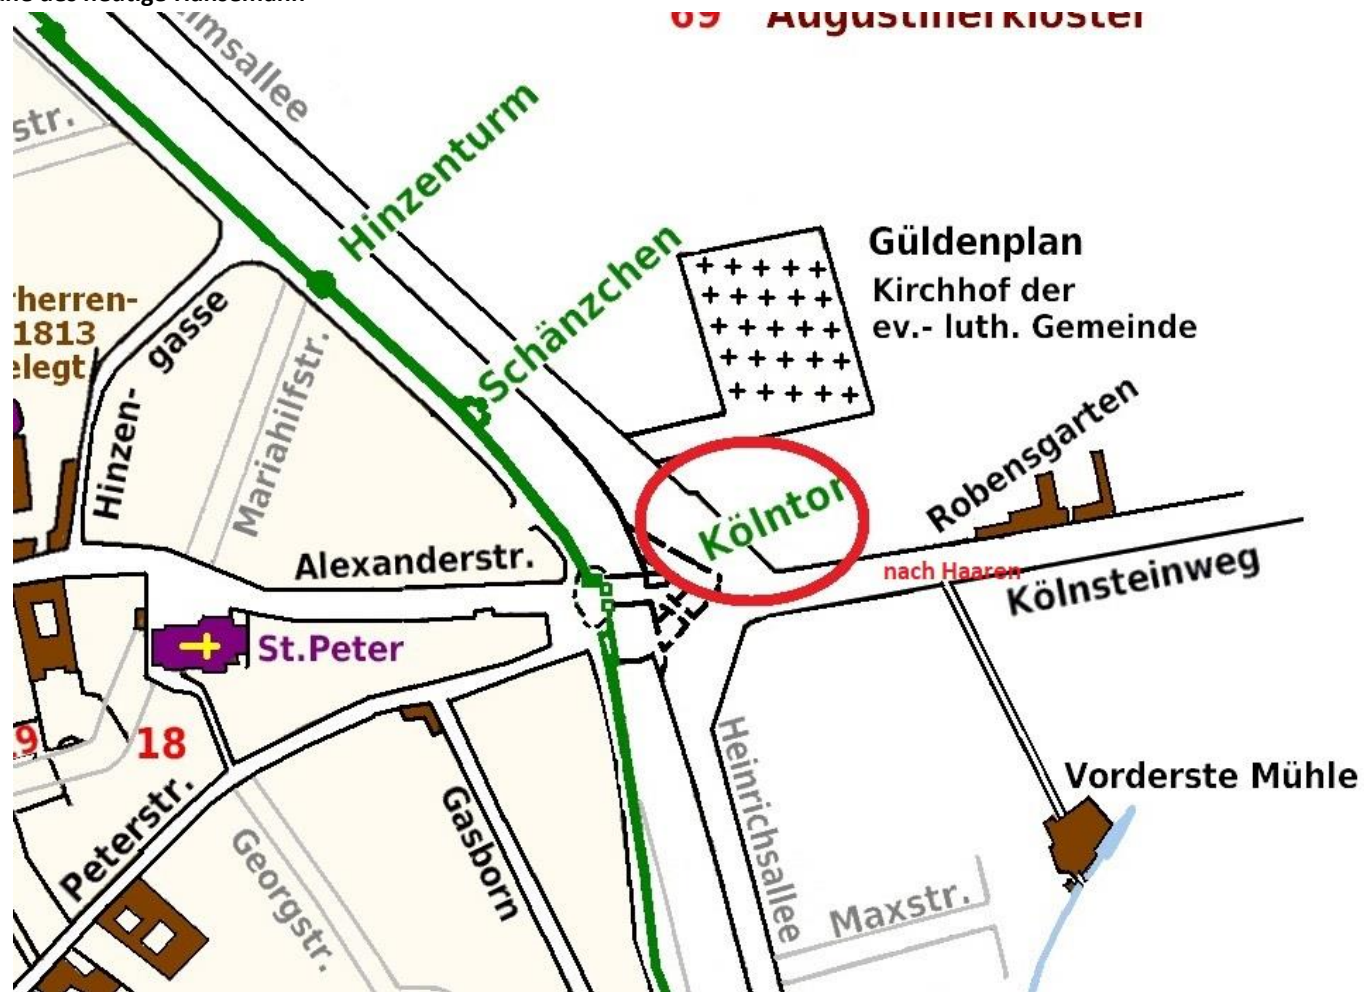 69 Augustinerkloster
Hinzenturm
Schänzchen
str.
Güldenplan
Kirchhof der
ev.- luth. Gemeinde
1813
Hinzen-
gasse
Mariahilfstr.
Robensgarten
Kölntor
Alexanderstr.
nach Haaren
Kölnsteinweg
St.Peter
18
Heinrichsallee
Vorderste Mühle
Peterstr.
Gasborn
Georgstr.
Maxstr.